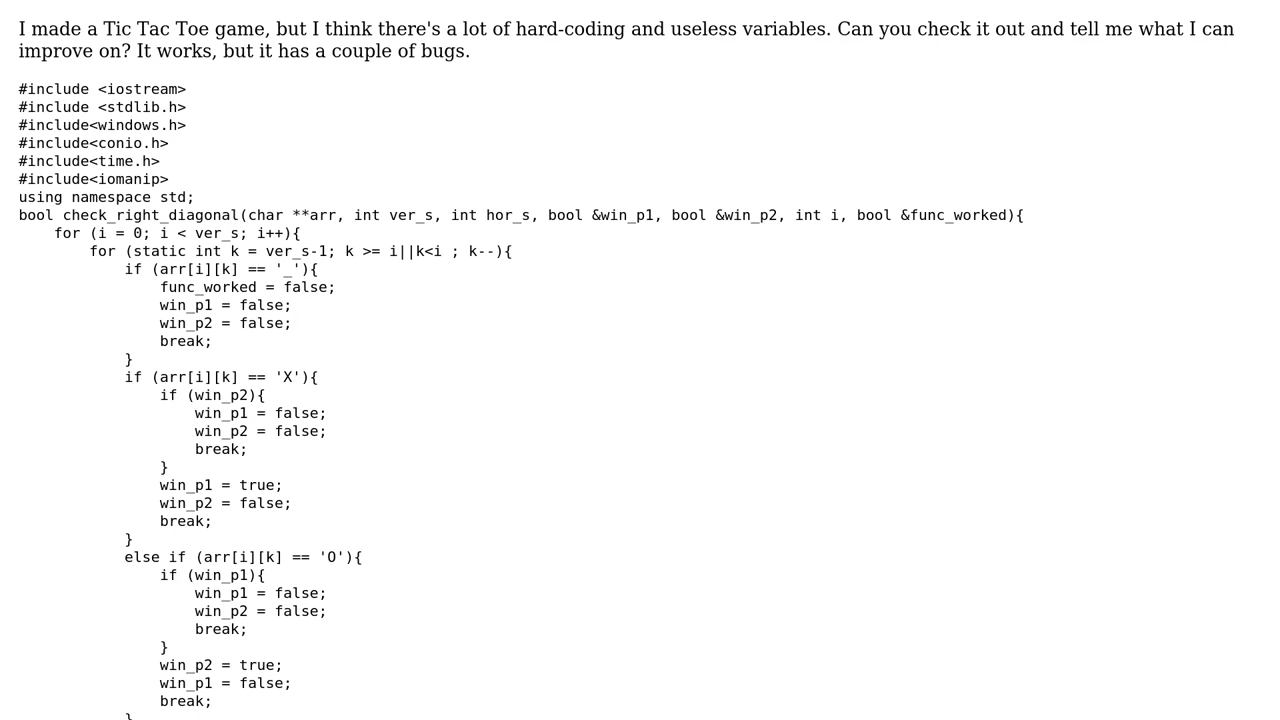 I made a Tic Tac Toe game, but I think there's a lot of hard-coding and useless variables. Can you check it out and tell me what I can
improve on? It works, but it has a couple of bugs.
#include <iostream>
#include <stdlib.h>
#include<windows.h>
#include<conio.h>
#include<time.h>
#include<iomanip>
using namespace std;
bool check_right_diagonal(char **arr, int ver_s, int hor_s, bool &win_p1, bool &win_p2, int i, bool &func_worked){
    for (i = 0; i < ver_s; i++){
        for (static int k = ver_s-1; k >= i||k<i ; k--){
            if (arr[i][k] == '_'){
                func_worked = false;
                win_p1 = false;
                win_p2 = false;
                break;
            }
            if (arr[i][k] == 'X'){
                if (win_p2){
                    win_p1 = false;
                    win_p2 = false;
                    break;
                }
                win_p1 = true;
                win_p2 = false;
                break;
            }
            else if (arr[i][k] == 'O'){
                if (win_p1){
                    win_p1 = false;
                    win_p2 = false;
                    break;
                }
                win_p2 = true;
                win_p1 = false;
                break;
            }